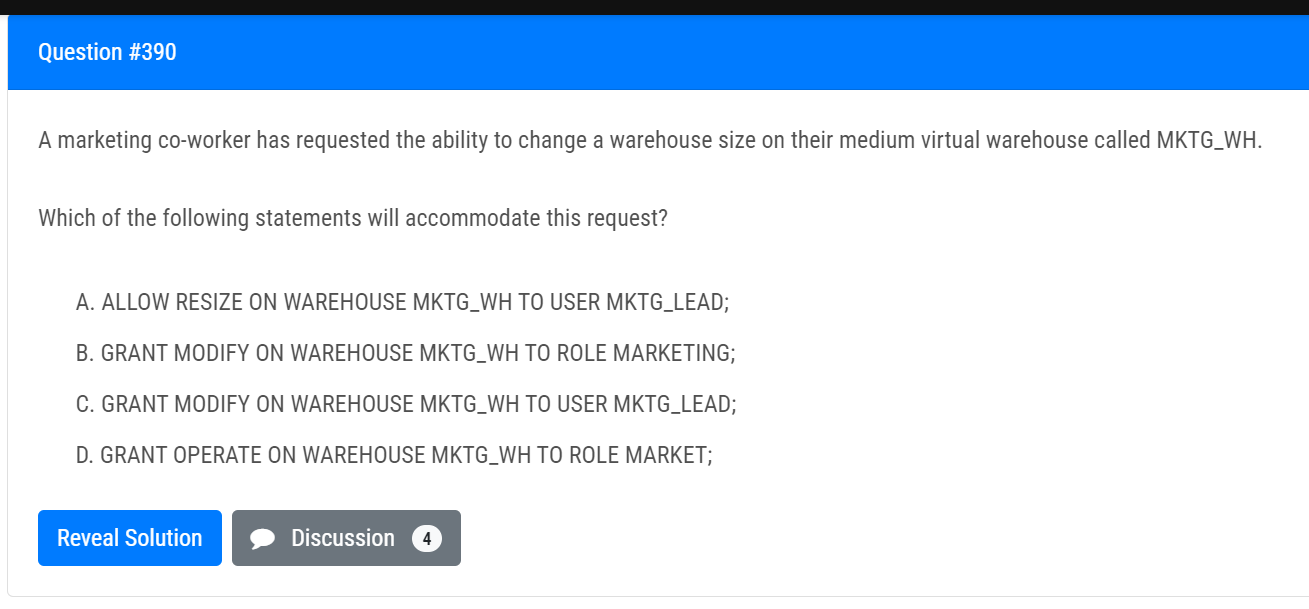 Question #390
A marketing co-worker has requested the ability to change a warehouse size on their medium virtual warehouse called MKTG_WH.
Which of the following statements will accommodate this request?
A. ALLOW RESIZE ON WAREHOUSE MKTG_WH TO USER MKTG_LEAD;
B. GRANT MODIFY ON WAREHOUSE MKTG_WH TO ROLE MARKETING;
C. GRANT MODIFY ON WAREHOUSE MKTG_WH TO USER MKTG_LEAD;
D. GRANT OPERATE ON WAREHOUSE MKTG_WH TO ROLE MARKET;
Reveal Solution Discussion 4